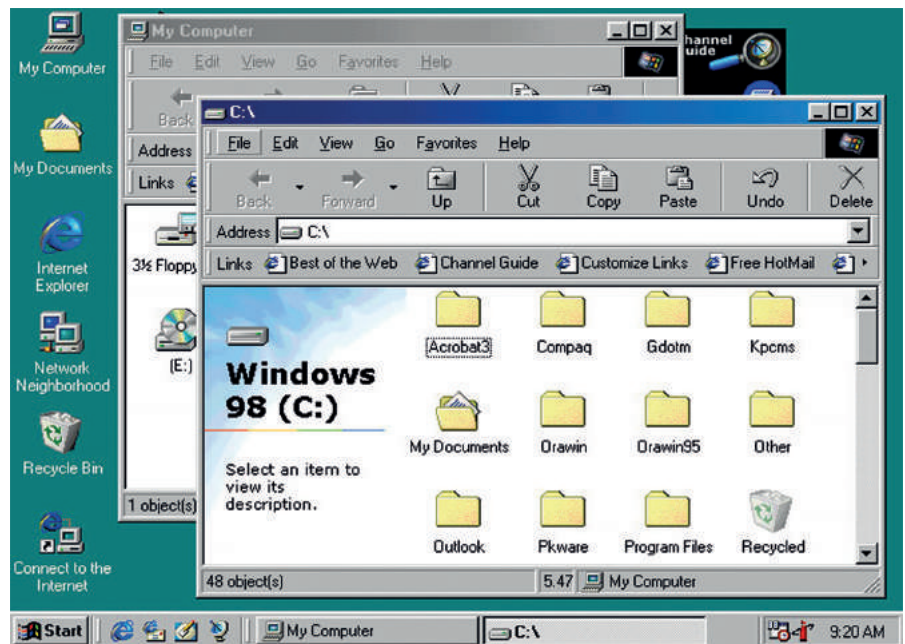 My Computer
My Documents
Internet
Explorer
Network
Neighborhood
Recycle Bin
Connect to the
Internet
My Computer
File Edit View Go Favorites Help
Back
Address
Links
3½ Floppy
(E:)
1 object(s)
hannel
uide
C:\
File Edit View Go Favorites Help
Back Forward Up Cut Copy Paste Undo Delete
Address C:\
Links Best of the Web Channel Guide Customize Links Free HotMail
Windows
98 (C:)
Select an item to
view its
description.
Acrobat3 Compaq Gdotm Kpcms
My Documents Orawin Orawin95 Other
Outlook Pkware Program Files Recycled
48 object(s) 5.47 My Computer
Start My Computer C:\ 9:20 AM